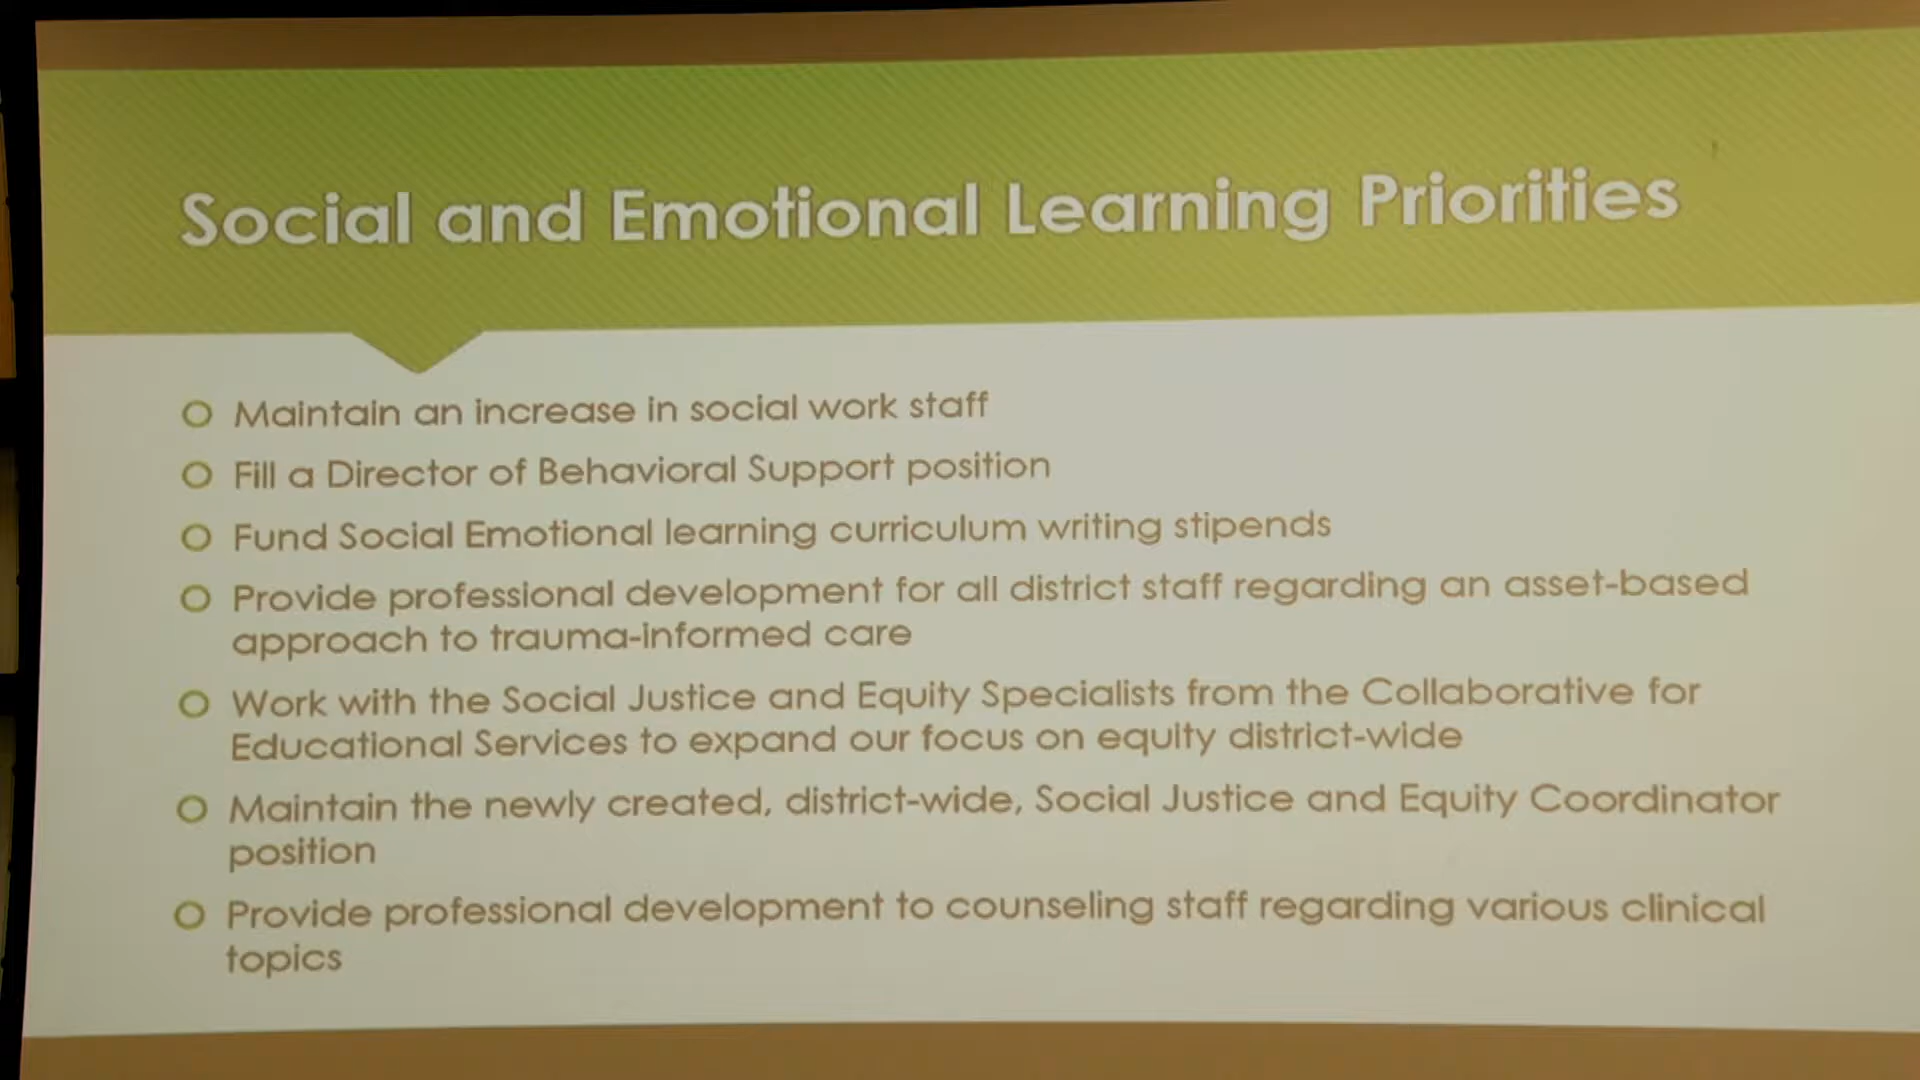 Social and Emotional Learning Priorities
Maintain an increase in social work staff
Fill a Director of Behavioral Support position
Fund Social Emotional learning curriculum writing stipends
Provide professional development for all district staff regarding an asset-based
approach to trauma-informed care
Work with the Social Justice and Equity Specialists from the Collaborative for
Educational Services to expand our focus on equity district-wide
Maintain the newly created, district-wide, Social Justice and Equity Coordinator
position
Provide professional development to counseling staff regarding various clinical
topics